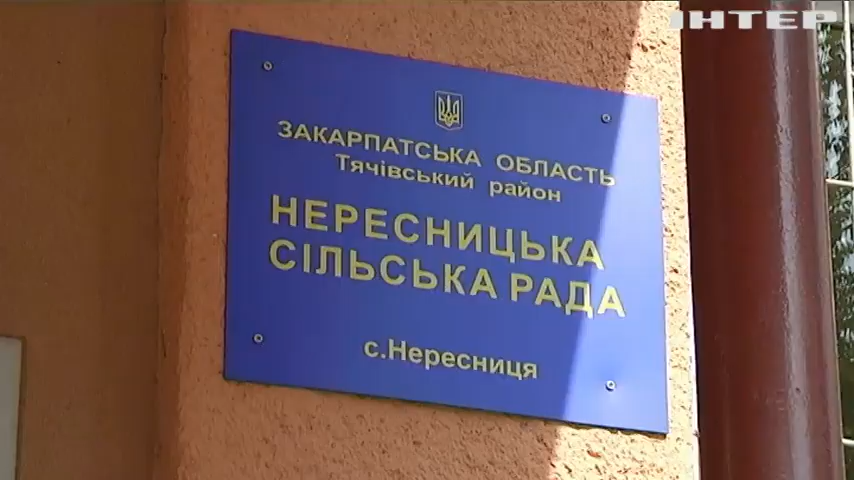 ІНТЕР
ЗАКАРПАТСЬКА ОБЛАСТЬ
Тячівський район
НЕРЕСНИЦЬКА
СІЛЬСЬКА РАДА
с.Нересниця